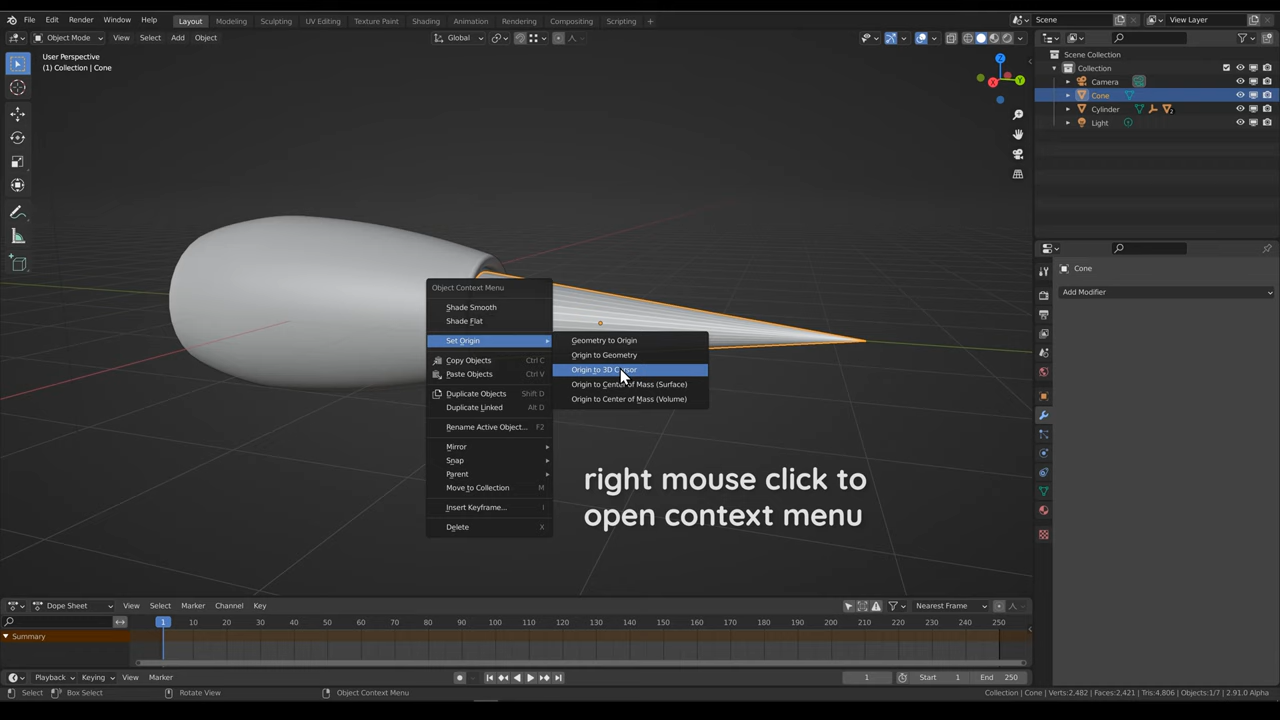 File Edit Render Window Help Layout Modeling Sculpting UV Editing Texture Paint Shading Animation Rendering Compositing Scripting + Scene View Layer
Object Mode View Select Add Object Global
User Perspective
(1) Collection | Cone
X Y Z
Scene Collection
Collection
Camera
Cone
Cylinder 2
Light
Cone
Add Modifier
Object Context Menu
Shade Smooth
Shade Flat
Set Origin
Copy Objects Ctrl C
Paste Objects Ctrl V
Duplicate Objects Shift D
Duplicate Linked Alt D
Rename Active Object... F2
Mirror
Snap
Parent
Move to Collection M
Insert Keyframe... I
Delete X
Geometry to Origin
Origin to Geometry
Origin to 3D Cursor
Origin to Center of Mass (Surface)
Origin to Center of Mass (Volume)
right mouse click to
open context menu
Dope Sheet View Select Marker Channel Key Nearest Frame
1 10 20 30 40 50 60 70 80 90 100 110 120 130 140 150 160 170 180 190 200 210 220 230 240 250
Summary
Playback Keying View Marker 1 Start 1 End 250
Select Box Select Rotate View Object Context Menu Collection | Cone | Verts:2,482 | Faces:2,421 | Tris:4,806 | Objects:1/7 | 2.91.0 Alpha